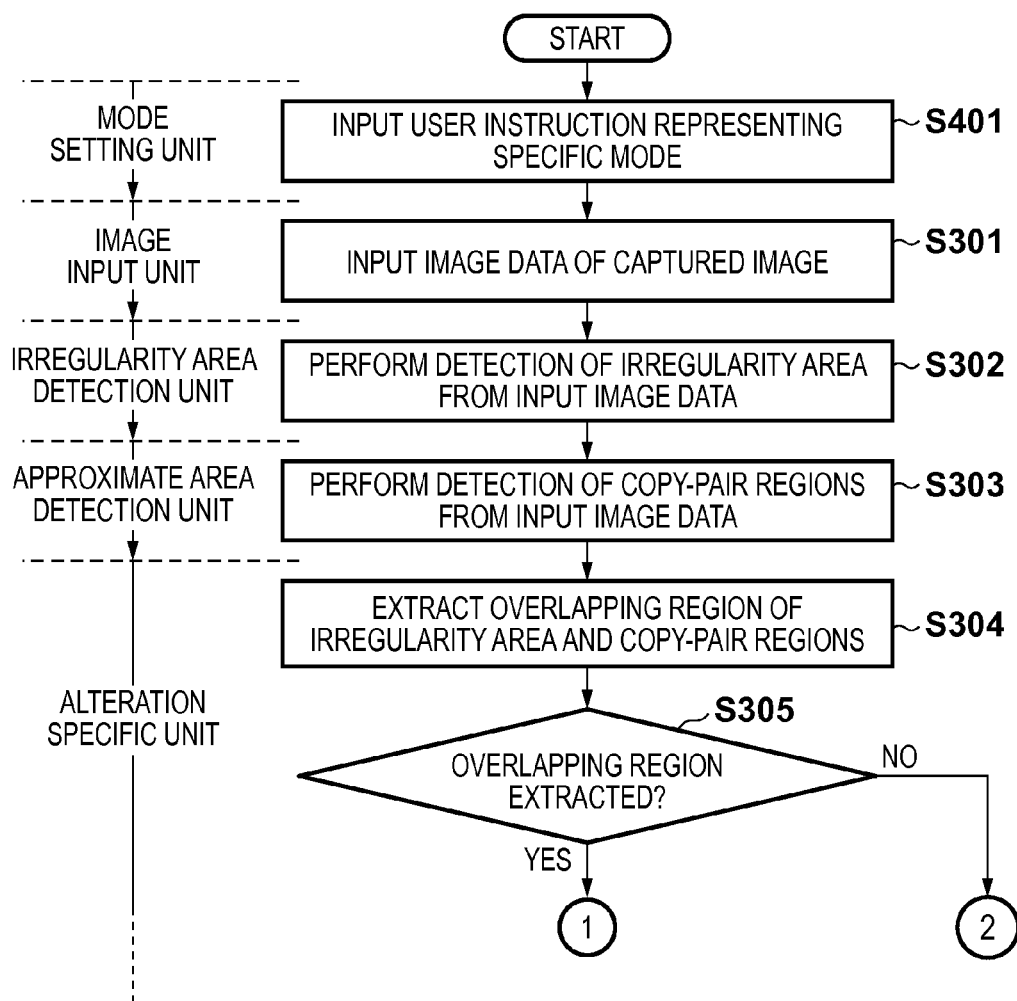 START
MODE
SETTING UNIT
INPUT USER INSTRUCTION REPRESENTING
SPECIFIC MODE
S401
IMAGE
INPUT UNIT
INPUT IMAGE DATA OF CAPTURED IMAGE
S301
IRREGULARITY AREA
DETECTION UNIT
PERFORM DETECTION OF IRREGULARITY AREA
FROM INPUT IMAGE DATA
S302
APPROXIMATE AREA
DETECTION UNIT
PERFORM DETECTION OF COPY-PAIR REGIONS
FROM INPUT IMAGE DATA
S303
EXTRACT OVERLAPPING REGION OF
IRREGULARITY AREA AND COPY-PAIR REGIONS
S304
ALTERATION
SPECIFIC UNIT
S305
OVERLAPPING REGION
EXTRACTED?
NO
YES
1
2